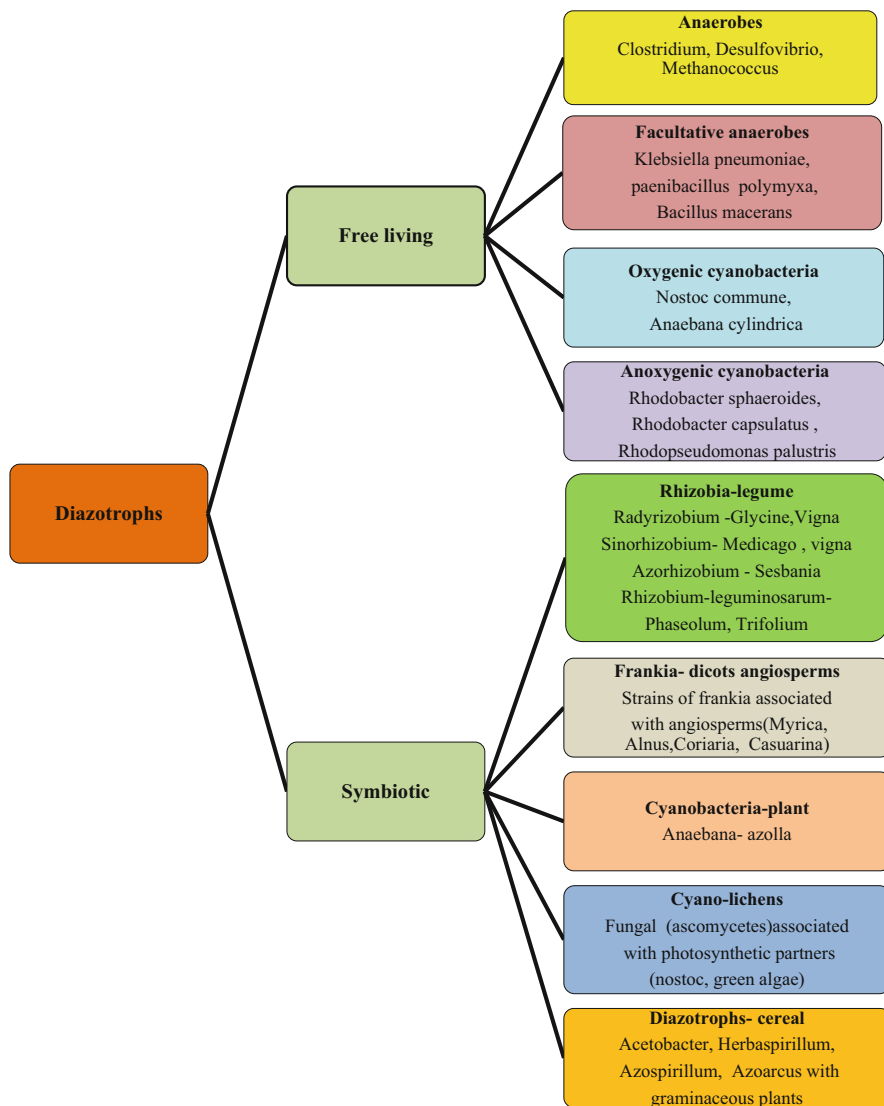 Diazotrophs
Free living
Anaerobes
Clostridium, Desulfovibrio,
Methanococcus
Facultative anaerobes
Klebsiella pneumoniae,
paenibacillus polymyxa,
Bacillus macerans
Oxygenic cyanobacteria
Nostoc commune,
Anaebana cylindrica
Anoxygenic cyanobacteria
Rhodobacter sphaeroides,
Rhodobacter capsulatus ,
Rhodopseudomonas palustris
Symbiotic
Rhizobia-legume
Radyrizobium -Glycine,Vigna
Sinorhizobium- Medicago , vigna
Azorhizobium - Sesbania
Rhizobium-leguminosarum-
Phaseolum, Trifolium
Frankia- dicots angiosperms
Strains of frankia associated
with angiosperms(Myrica,
Alnus,Coriaria, Casuarina)
Cyanobacteria-plant
Anaebana- azolla
Cyano-lichens
Fungal (ascomycetes)associated
with photosynthetic partners
(nostoc, green algae)
Diazotrophs- cereal
Acetobacter, Herbaspirillum,
Azospirillum, Azoarcus with
graminaceous plants